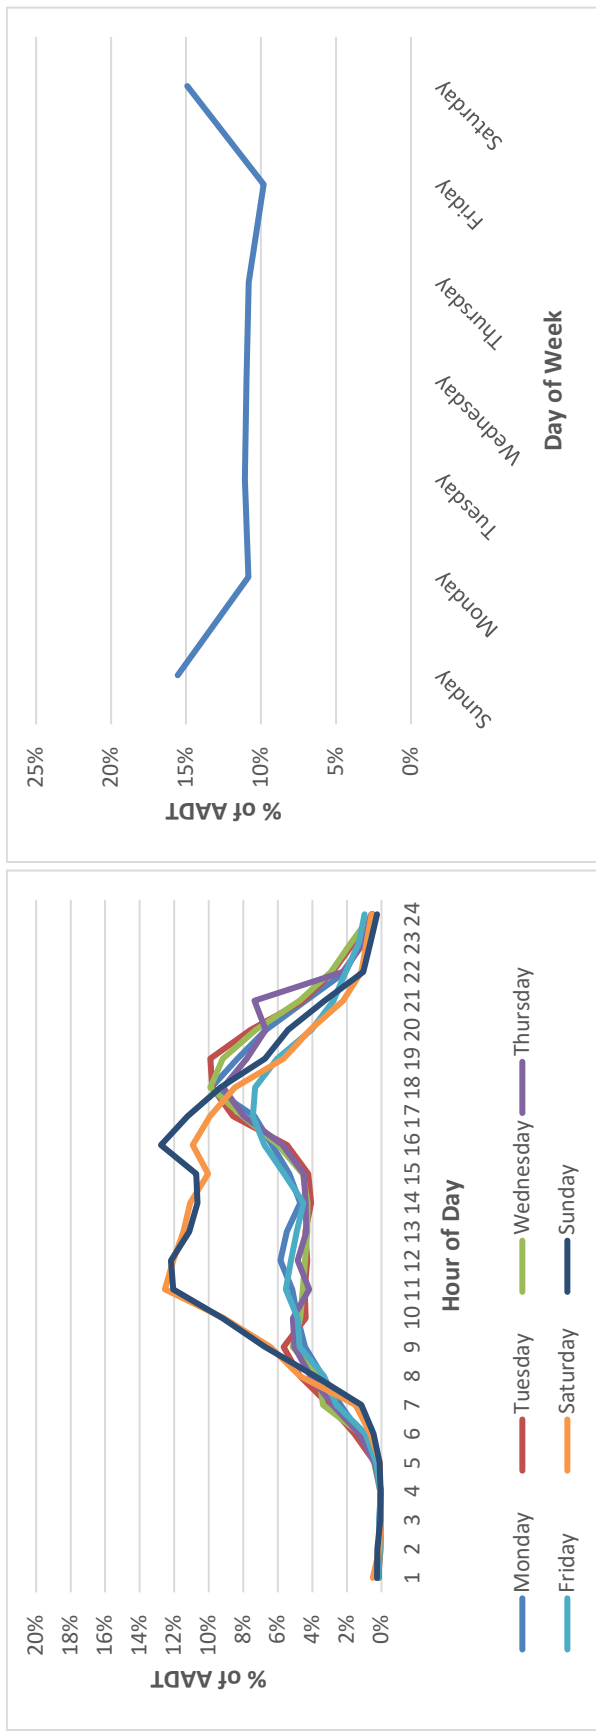 20%
18%
16%
14%
12%
10%
8%
6%
4%
2%
0%
% of AADT
1 2 3 4 5 6 7 8 9 10 11 12 13 14 15 16 17 18 19 20 21 22 23 24
Hour of Day
Monday Tuesday Wednesday Thursday
Friday Saturday Sunday
25%
20%
15%
10%
5%
0%
% of AADT
Sunday Monday Tuesday Wednesday Thursday Friday Saturday
Day of Week